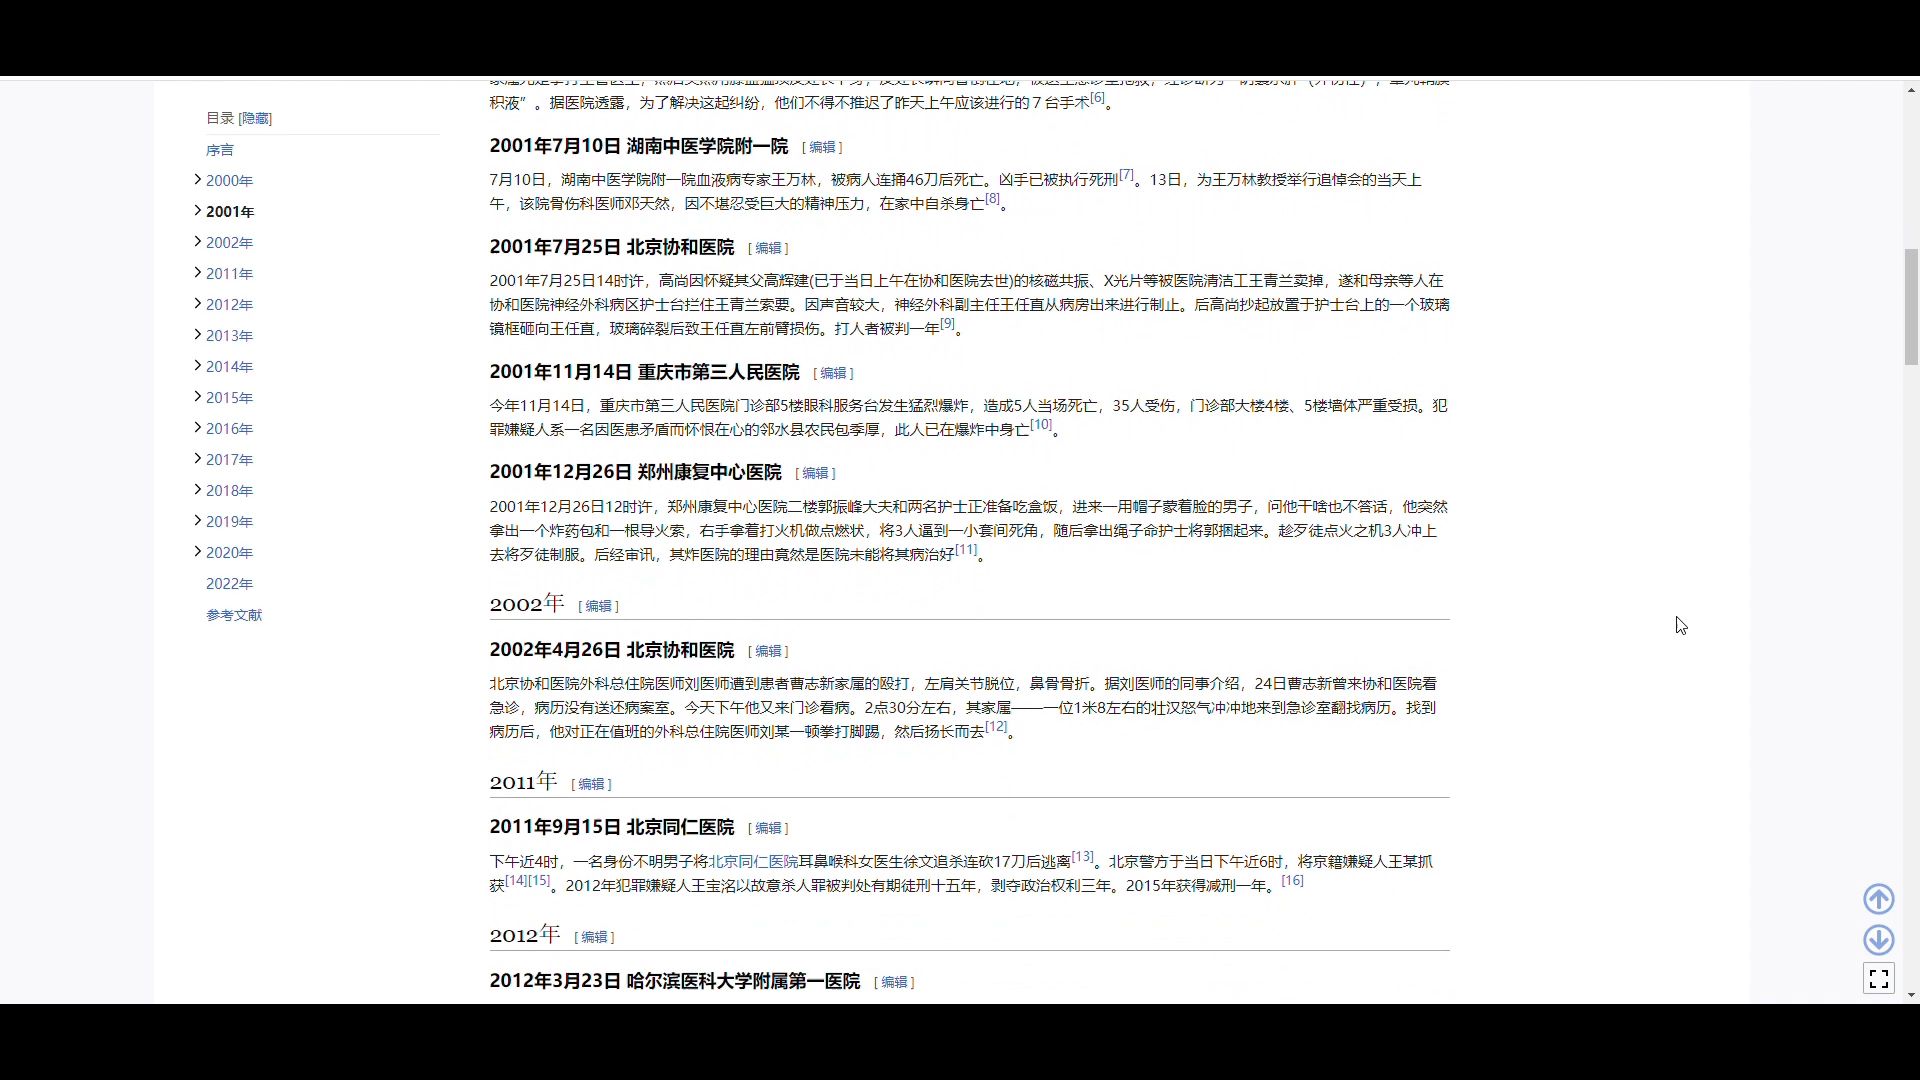 目录 [隐藏]
序言
2000年
2001年
2002年
2011年
2012年
2013年
2014年
2015年
2016年
2017年
2018年
2019年
2020年
2022年
参考文献
积液”。据医院透露，为了解决这起纠纷，他们不得不推迟了昨天上午应该进行的７台手术[6]。
2001年7月10日 湖南中医学院附一院 [编辑]
7月10日，湖南中医学院附一院血液病专家王万林，被病人连捅46刀后死亡。凶手已被执行死刑[7]。13日，为王万林教授举行追悼会的当天上
午，该院骨伤科医师邓天然，因不堪忍受巨大的精神压力，在家中自杀身亡[8]。
2001年7月25日 北京协和医院 [编辑]
2001年7月25日14时许，高尚因怀疑其父高辉建(已于当日上午在协和医院去世)的核磁共振、X光片等被医院清洁工王青兰卖掉，遂和母亲等人在
协和医院神经外科病区护士台拦住王青兰索要。因声音较大，神经外科副主任王任直从病房出来进行制止。后高尚抄起放置于护士台上的一个玻璃
镜框砸向王任直，玻璃碎裂后致王任直左前臂损伤。打人者被判一年[9]。
2001年11月14日 重庆市第三人民医院 [编辑]
今年11月14日，重庆市第三人民医院门诊部5楼眼科服务台发生猛烈爆炸，造成5人当场死亡，35人受伤，门诊部大楼4楼、5楼墙体严重受损。犯
罪嫌疑人系一名因医患矛盾而怀恨在心的邻水县农民包季厚，此人已在爆炸中身亡[10]。
2001年12月26日 郑州康复中心医院 [编辑]
2001年12月26日12时许，郑州康复中心医院二楼郭振峰大夫和两名护士正准备吃盒饭，进来一用帽子蒙着脸的男子，问他干啥也不答话，他突然
拿出一个炸药包和一根导火索，右手拿着打火机做点燃状，将3人逼到一小套间死角，随后拿出绳子命护士将郭捆起来。趁歹徒点火之机3人冲上
去将歹徒制服。后经审讯，其炸医院的理由竟然是医院未能将其病治好[11]。
2002年 [编辑]
2002年4月26日 北京协和医院 [编辑]
北京协和医院外科总住院医师刘医师遭到患者曹志新家属的殴打，左肩关节脱位，鼻骨骨折。据刘医师的同事介绍，24日曹志新曾来协和医院看
急诊，病历没有送还病案室。今天下午他又来门诊看病。2点30分左右，其家属——一位1米8左右的壮汉怒气冲冲地来到急诊室翻找病历。找到
病历后，他对正在值班的外科总住院医师刘某一顿拳打脚踢，然后扬长而去[12]。
2011年 [编辑]
2011年9月15日 北京同仁医院 [编辑]
下午近4时，一名身份不明男子将北京同仁医院耳鼻喉科女医生徐文追杀连砍17刀后逃离[13]。北京警方于当日下午近6时，将京籍嫌疑人王某抓
获[14][15]。2012年犯罪嫌疑人王宝洺以故意杀人罪被判处有期徒刑十五年，剥夺政治权利三年。2015年获得减刑一年。[16]
2012年 [编辑]
2012年3月23日 哈尔滨医科大学附属第一医院 [编辑]